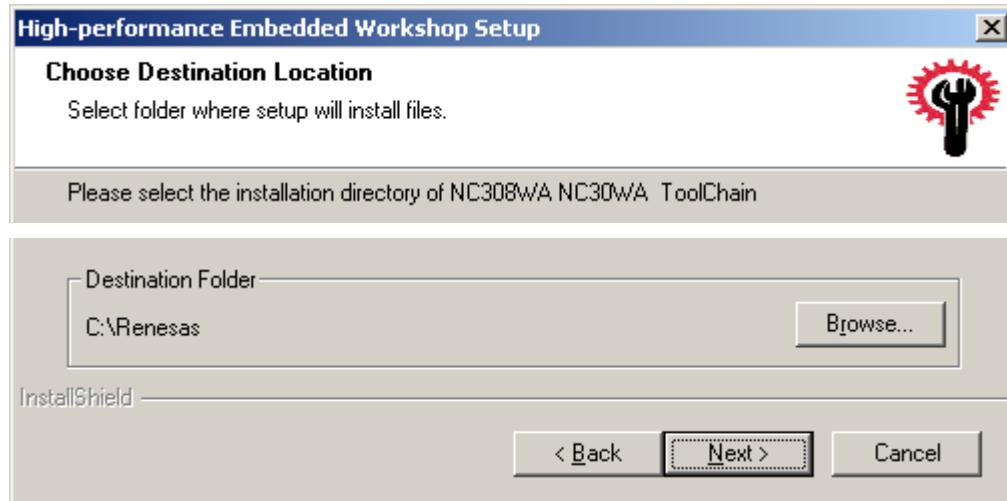 High-performance Embedded Workshop Setup
Choose Destination Location
Select folder where setup will install files.
Please select the installation directory of NC308WA NC30WA  ToolChain
Destination Folder
C:\Renesas
Browse...
InstallShield
< Back
Next >
Cancel